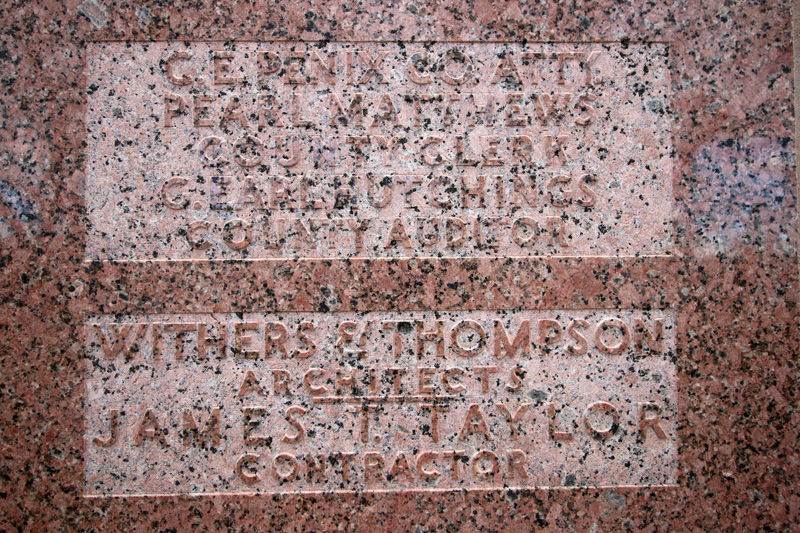 C.E. PENIX CO. ATTY.
PEARL MATTHEWS
COUNTY CLERK
C. EARL HUTCHINGS
COUNTY AUDITOR
WITHERS & THOMPSON
ARCHITECTS
JAMES T. TAYLOR
CONTRACTOR